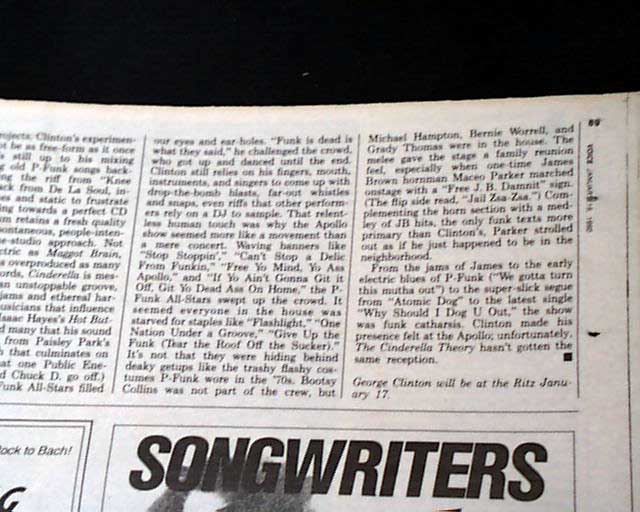 rojects, Clinton's experimen-
ot be as free-form as it once
s still up to his mixing
old P-Funk songs back-
ing the riff from "Knee
ack from De La Soul, in
es and static to frustrate
ing towards a perfect CD
um retains a fresh quality
pontaneous, people-inten-
e-studio approach. Not
etic as Maggot Brain,
s overproduced as many
ords, Cinderella is mes-
an unstoppable groove,
jams and ethereal har-
usicians that influence
Isaac Hayes's Hot But-
d many that his sound
from Paisley Park's
h that culminates on
at one Public Ene-
d Chuck D. go off.)
Funk All-Stars filled
our eyes and ear-holes. "Funk is dead is
what they said," he challenged the crowd,
who got up and danced until the end.
Clinton still relies on his fingers, mouth,
instruments, and singers to come up with
drop-the-bomb blasts, far-out whistles
and snaps, even riffs that other perform-
ers rely on a DJ to sample. That relent-
less human touch was why the Apollo
show seemed more like a movement than
a mere concert. Waving banners like
"Stop Stoppin'," "Can't Stop a Delic
From Funkin," "Free Yo Mind, Yo Ass
Apollo," and "If Yo Ain't Gonna Git it
Off, Git Yo Dead Ass On Home," the P-
Funk All-Stars swept up the crowd. It
seemed everyone in the house was
starved for staples like "Flashlight," "One
Nation Under a Groove," "Give Up the
Funk (Tear the Roof Off the Sucker)."
It's not that they were hiding behind
deaky getups like the trashy flashy cos-
tumes P-Funk wore in the '70s. Bootsy
Collins was not part of the crew, but
Michael Hampton, Bernie Worrell, and
Grady Thomas were in the house. The
melee gave the stage a family reunion
feel, especially when one-time James
Brown hornman Maceo Parker marched
onstage with a "Free J. B. Damnit" sign.
(The flip side read, "Jail Zsa-Zsa.") Com-
plementing the horn section with a med-
ley of JB hits, the only funk texts more
primary than Clinton's, Parker strolled
out as if he just happened to be in the
neighborhood.
From the jams of James to the early
electric blues of P-Funk ("We gotta turn
this mutha out") to the super-slick segue
from "Atomic Dog" to the latest single
"Why Should I Dog U Out," the show
was funk catharsis. Clinton made his
presence felt at the Apollo; unfortunately,
The Cinderella Theory hasn't gotten the
same reception.
George Clinton will be at the Ritz Janu-
ary 17.
89
VOICE JANUARY 1990
ock to Bach!
G
SONGWRITERS